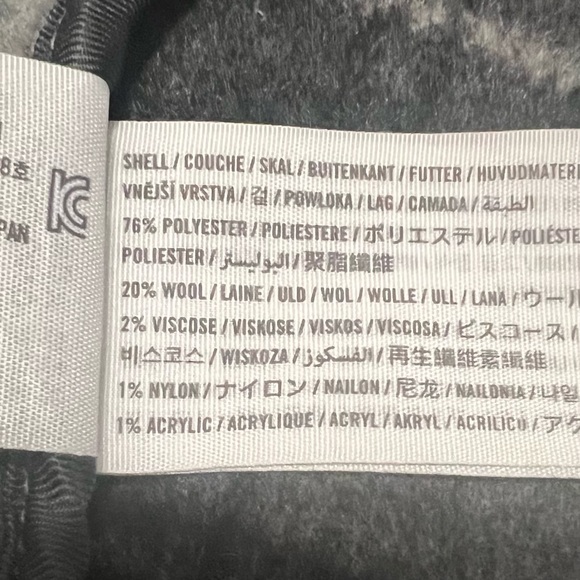 8호
PAN
SHELL / COUCHE / SKAL / BUITENKANT / FUTTER / HUVUDMATERI
VNĚJŠÍ VRSTVA / 겉 / POWŁOKA / LAG / CAMADA / الطبقة
76% POLYESTER / POLIESTERE / ポリエステル / POLIÉSTE
POLIESTER / البوليستر / 聚脂纖維
20% WOOL / LAINE / ULD / WOL / WOLLE / ULL / LANA / ウール
2% VISCOSE / VISKOSE / VISKOS / VISCOSA / ビスコース /
비스코스 / WISKOZA / الفسكوز / 再生纖維素纖維
1% NYLON / ナイロン / NAILON / 尼龙 / NAILONIA / 나일
1% ACRYLIC / ACRYLIQUE / ACRYL / AKRYL / ACRÍLICO / アク